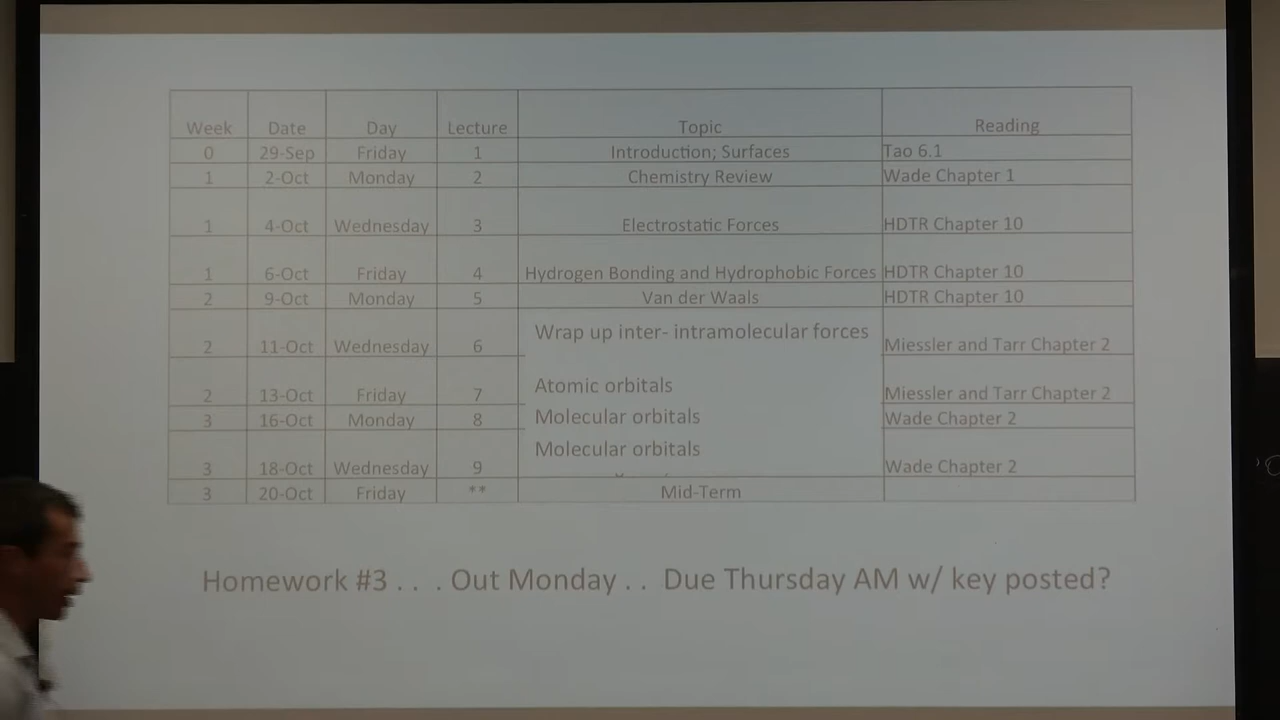 Week Date Day Lecture Topic Reading
0 29-Sep Friday 1 Introduction; Surfaces Tao 6.1
1 2-Oct Monday 2 Chemistry Review Wade Chapter 1
1 4-Oct Wednesday 3 Electrostatic Forces HDTR Chapter 10
1 6-Oct Friday 4 Hydrogen Bonding and Hydrophobic Forces HDTR Chapter 10
2 9-Oct Monday 5 Van der Waals HDTR Chapter 10
2 11-Oct Wednesday 6 Wrap up inter- intramolecular forces Miessler and Tarr Chapter 2
2 13-Oct Friday 7 Atomic orbitals Miessler and Tarr Chapter 2
3 16-Oct Monday 8 Molecular orbitals Wade Chapter 2
3 18-Oct Wednesday 9 Molecular orbitals Wade Chapter 2
3 20-Oct Friday ** Mid-Term
Homework #3 . . . Out Monday . . Due Thursday AM w/ key posted?